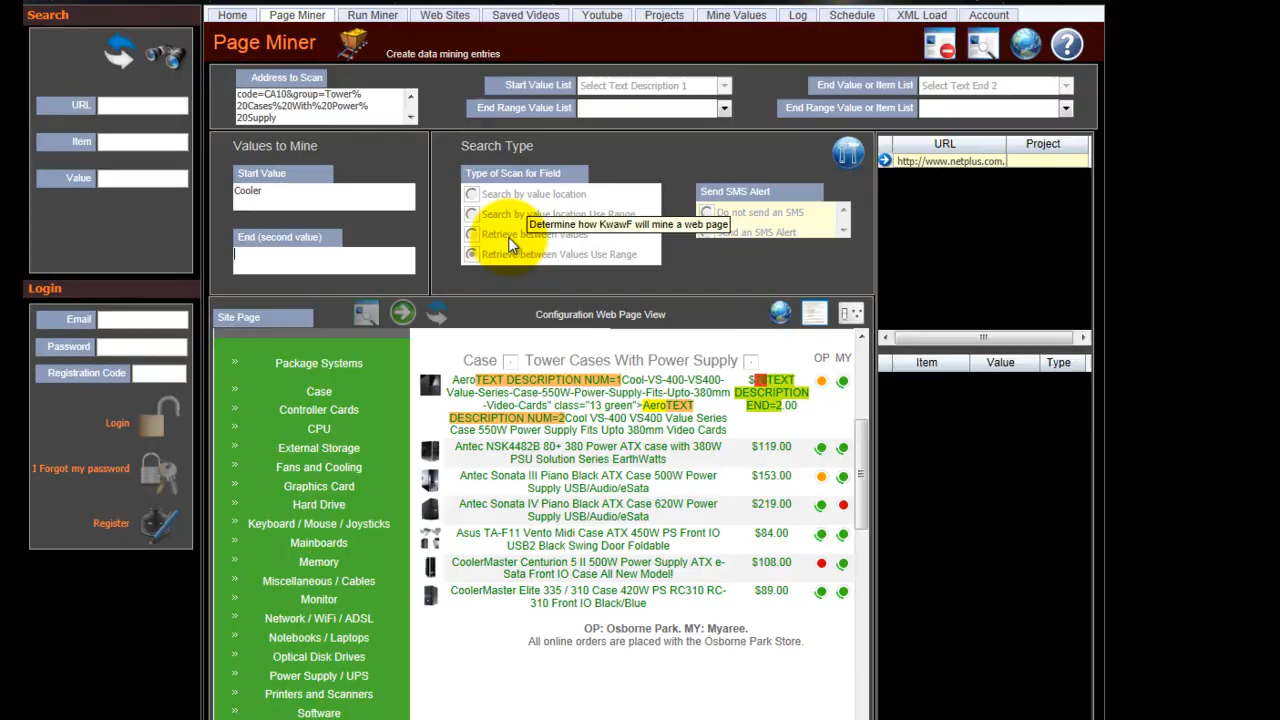 Search
URL
Item
Value
Login
Email
Password
Registration Code
Login
I Forgot my password
Register
Home
Page Miner
Run Miner
Web Sites
Saved Videos
Youtube
Projects
Mine Values
Log
Schedule
XML Load
Account
Page Miner
Create data mining entries
Address to Scan
code=CA10&group=Tower%
20Cases%20With%20Power%
20Supply
Start Value List
Select Text Description 1
End Value or Item List
Select Text End 2
End Range Value List
End Range Value List
Values to Mine
Start Value
Cooler
End (second value)
Search Type
Type of Scan for Field
Search by value location
Search by value location Use Range
Retrieve between Values
Retrieve between Values Use Range
Determine how KwawF will mine a web page
Send SMS Alert
Do not send an SMS
Send an SMS Alert
URL
Project
http://www.netplus.com.
Item
Value
Type
Site Page
Configuration Web Page View
Package Systems
Case
Controller Cards
CPU
External Storage
Fans and Cooling
Graphics Card
Hard Drive
Keyboard / Mouse / Joysticks
Mainboards
Memory
Miscellaneous / Cables
Monitor
Network / WiFi / ADSL
Notebooks / Laptops
Optical Disk Drives
Power Supply / UPS
Printers and Scanners
Software
Case
Tower Cases With Power Supply
OP
MY
AeroTEXT DESCRIPTION NUM=1Cool-VS-400-VS400-
Value-Series-Case-550W-Power-Supply-Fits-Upto-380mm
-Video-Cards" class="13 green">AeroTEXT
DESCRIPTION NUM=2Cool VS-400 VS400 Value Series
Case 550W Power Supply Fits Upto 380mm Video Cards
TEXT
DESCRIPTION
END=2.00
Antec NSK4482B 80+ 380 Power ATX case with 380W
PSU Solution Series EarthWatts
$119.00
Antec Sonata III Piano Black ATX Case 500W Power
Supply USB/Audio/eSata
$153.00
Antec Sonata IV Piano Black ATX Case 620W Power
Supply USB/Audio/eSata
$219.00
Asus TA-F11 Vento Midi Case ATX 450W PS Front IO
USB2 Black Swing Door Foldable
$84.00
CoolerMaster Centurion 5 II 500W Power Supply ATX e-
Sata Front IO Case All New Model!
$108.00
CoolerMaster Elite 335 / 310 Case 420W PS RC310 RC-
310 Front IO Black/Blue
$89.00
OP: Osborne Park. MY: Myaree.
All online orders are placed with the Osborne Park Store.